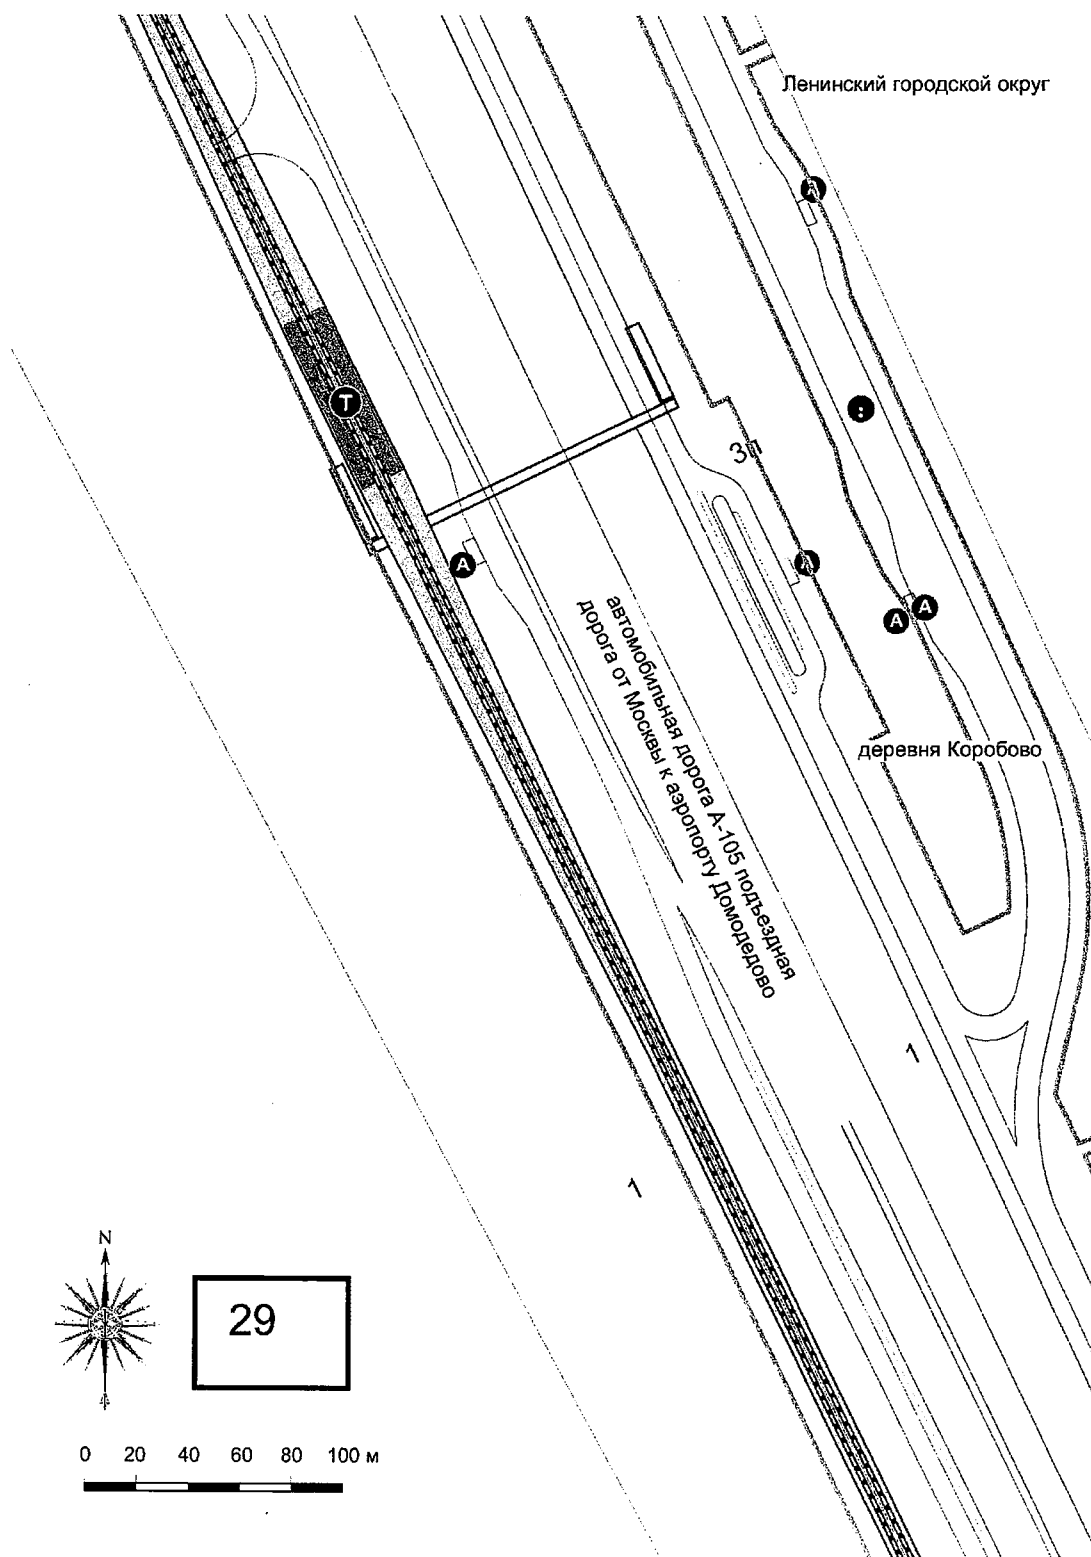 Ленинский городской округ
А
Т
:
3
А
А
А
А
автомобильная дорога А-105 подъездная
дорога от Москвы к аэропорту Домодедово
деревня Коробово
1
1
N
29
0 20 40 60 80 100 м